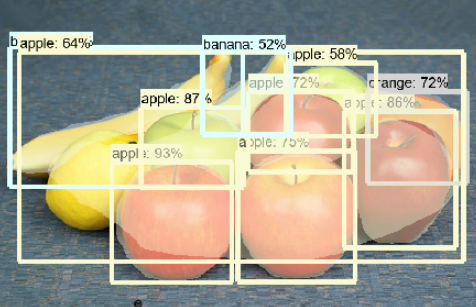 apple: 64%
banana: 52%
apple: 58%
apple: 72%
orange: 72%
apple: 87%
apple: 86%
apple: 75%
apple: 93%